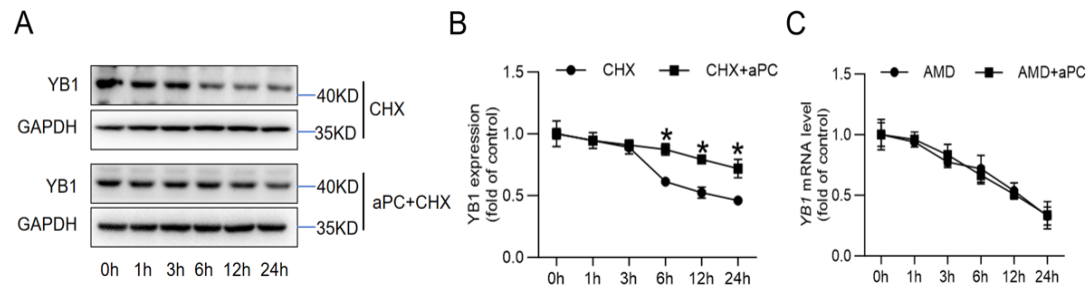 A
YB1
40KD
GAPDH
35KD
CHX
YB1
40KD
GAPDH
35KD
aPC+CHX
0h 1h 3h 6h 12h 24h
B
CHX CHX+aPC
YB1 expression
(fold of control)
1.5
1.0
0.5
0.0
* * *
0h 1h 3h 6h 12h 24h
C
AMD AMD+aPC
YB1 mRNA level
(fold of control)
1.5
1.0
0.5
0.0
0h 1h 3h 6h 12h 24h